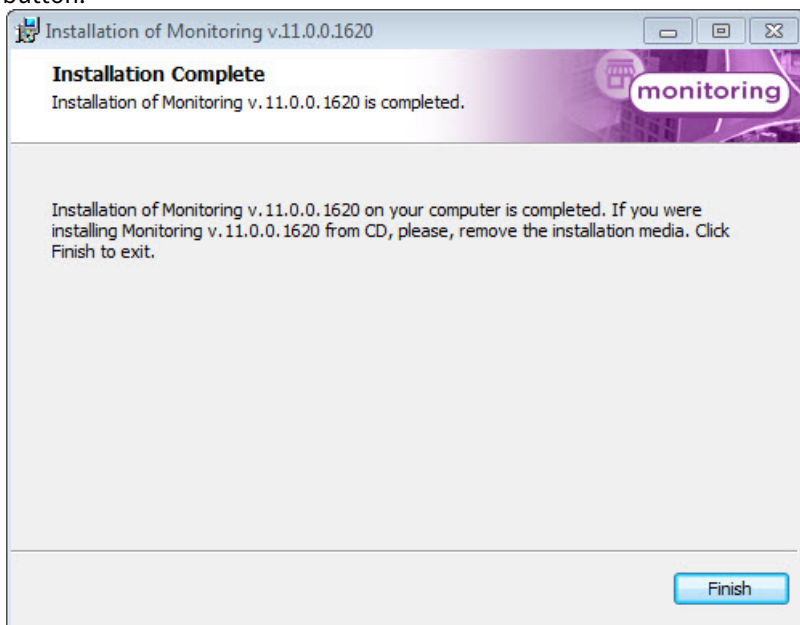 button.
Installation of Monitoring v.11.0.0.1620
Installation Complete
Installation of Monitoring v.11.0.0.1620 is completed.
monitoring
Installation of Monitoring v.11.0.0.1620 on your computer is completed. If you were
installing Monitoring v.11.0.0.1620 from CD, please, remove the installation media. Click
Finish to exit.
Finish